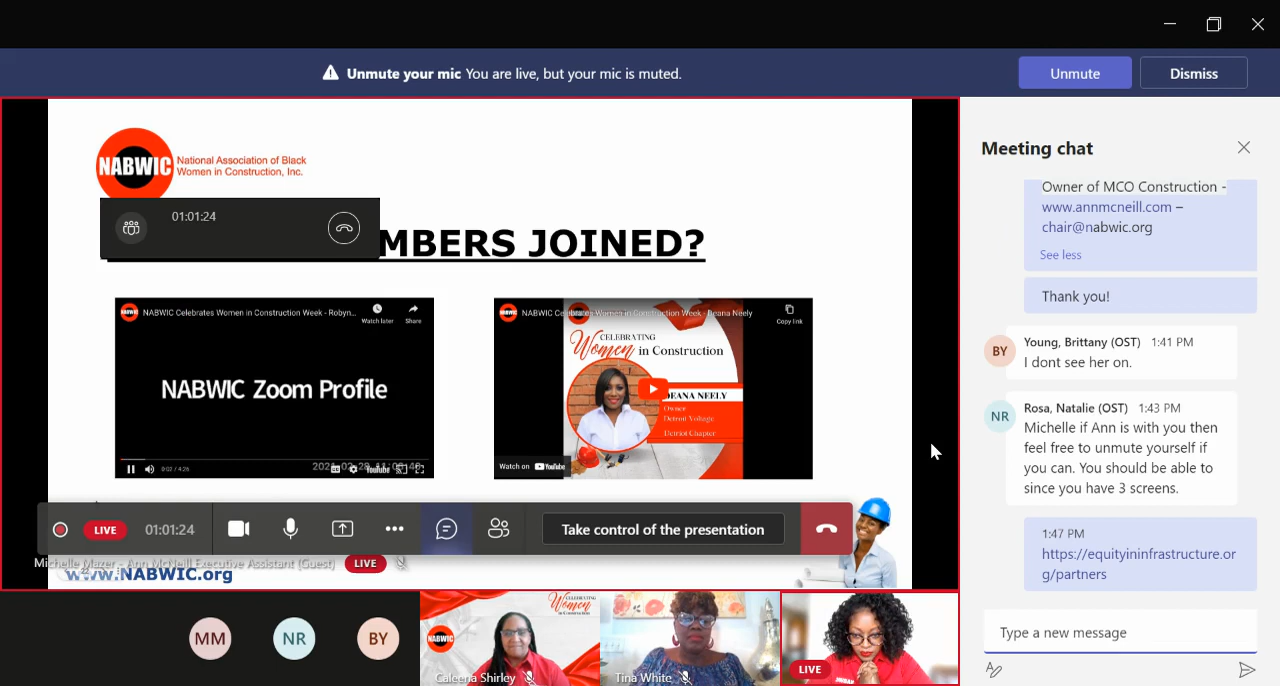 Unmute your mic You are live, but your mic is muted.
Unmute
Dismiss
NABWIC
National Association of Black
Women in Construction, Inc.
01:01:24
MBERS JOINED?
NABWIC Celebrates Women in Construction Week - Robyn...
Watch later
Share
NABWIC Zoom Profile
0:02 / 4:26
YouTube
NABWIC Celebrates Women in Construction Week - Deana Neely
Copy link
CELEBRATING
Women in Construction
DEANA NEELY
Owner
Detroit Voltage
Detroit Chapter
Watch on YouTube
LIVE
01:01:24
Take control of the presentation
Michelle Mazer - Ann McNeill Executive Assistant (Guest)
LIVE
www.NABWIC.org
MM
NR
BY
NABWIC
CELEBRATING
Women
IN CONSTRUCTION
Caleena Shirley
Tina White
LIVE
Meeting chat
Owner of MCO Construction -
www.annmcneill.com –
chair@nabwic.org
See less
Thank you!
BY
Young, Brittany (OST) 1:41 PM
I dont see her on.
NR
Rosa, Natalie (OST) 1:43 PM
Michelle if Ann is with you then
feel free to unmute yourself if
you can. You should be able to
since you have 3 screens.
1:47 PM
https://equityininfrastructure.or
g/partners
Type a new message